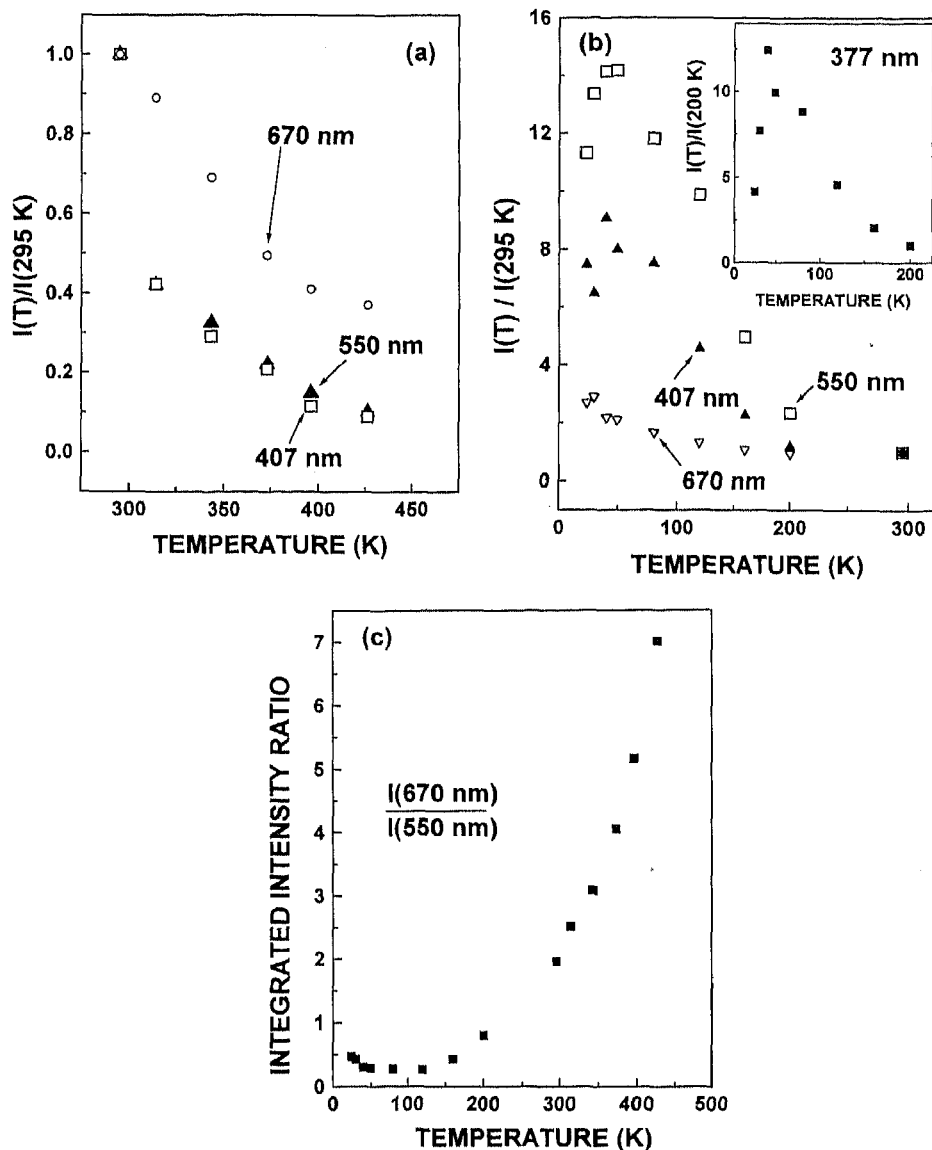 (a)
1.0
0.8
0.6
0.4
0.2
0.0
I(T)/I(295 K)
670 nm
550 nm
407 nm
300
350
400
450
TEMPERATURE (K)
(b)
16
12
8
4
0
I(T) / I(295 K)
407 nm
550 nm
670 nm
0
100
200
300
TEMPERATURE (K)
377 nm
I(T)/I(200 K)
10
5
0
0
100
200
TEMPERATURE (K)
(c)
7
6
5
4
3
2
1
0
INTEGRATED INTENSITY RATIO
I(670 nm)
I(550 nm)
0
100
200
300
400
500
TEMPERATURE (K)